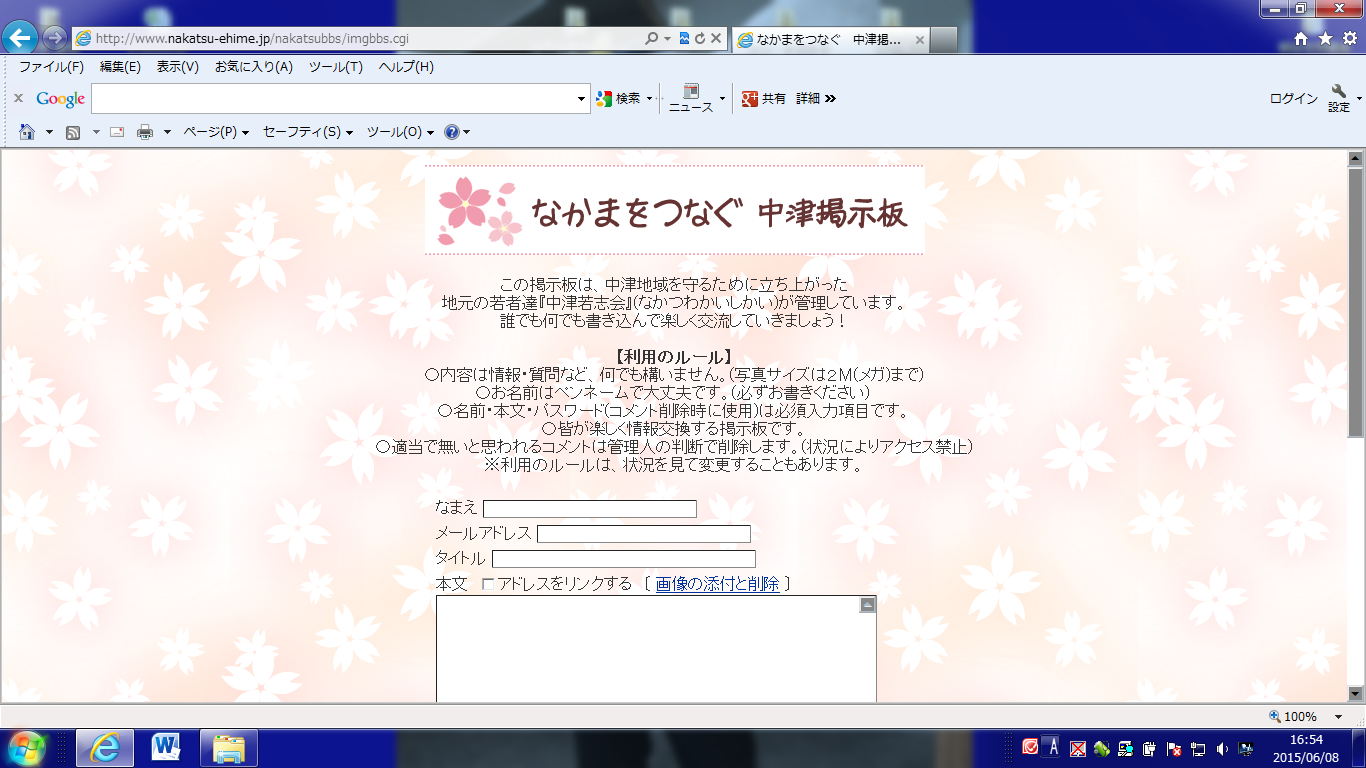 http://www.nakatsu-ehime.jp/nakatsubbs/imgbbs.cgi
なかまをつなぐ 中津掲...
ファイル(F) 編集(E) 表示(V) お気に入り(A) ツール(T) ヘルプ(H)
Google 検索 ニュース 共有 詳細 ログイン 設定
ページ(P) セーフティ(S) ツール(O)
なかまをつなぐ 中津掲示板
この掲示板は、中津地域を守るために立ち上がった
地元の若者達『中津若志会』(なかつわかいしかい)が管理しています。
誰でも何でも書き込んで楽しく交流していきましょう！
【利用のルール】
○内容は情報・質問など、何でも構いません。(写真サイズは２Ｍ(メガ)まで)
○お名前はペンネームで大丈夫です。(必ずお書きください)
○名前・本文・パスワード(コメント削除時に使用)は必須入力項目です。
○皆が楽しく情報交換する掲示板です。
○適当で無いと思われるコメントは管理人の判断で削除します。(状況によりアクセス禁止)
※利用のルールは、状況を見て変更することもあります。
なまえ
メールアドレス
タイトル
本文 アドレスをリンクする 〔 画像の添付と削除 〕
100%
A
16:54
2015/06/08